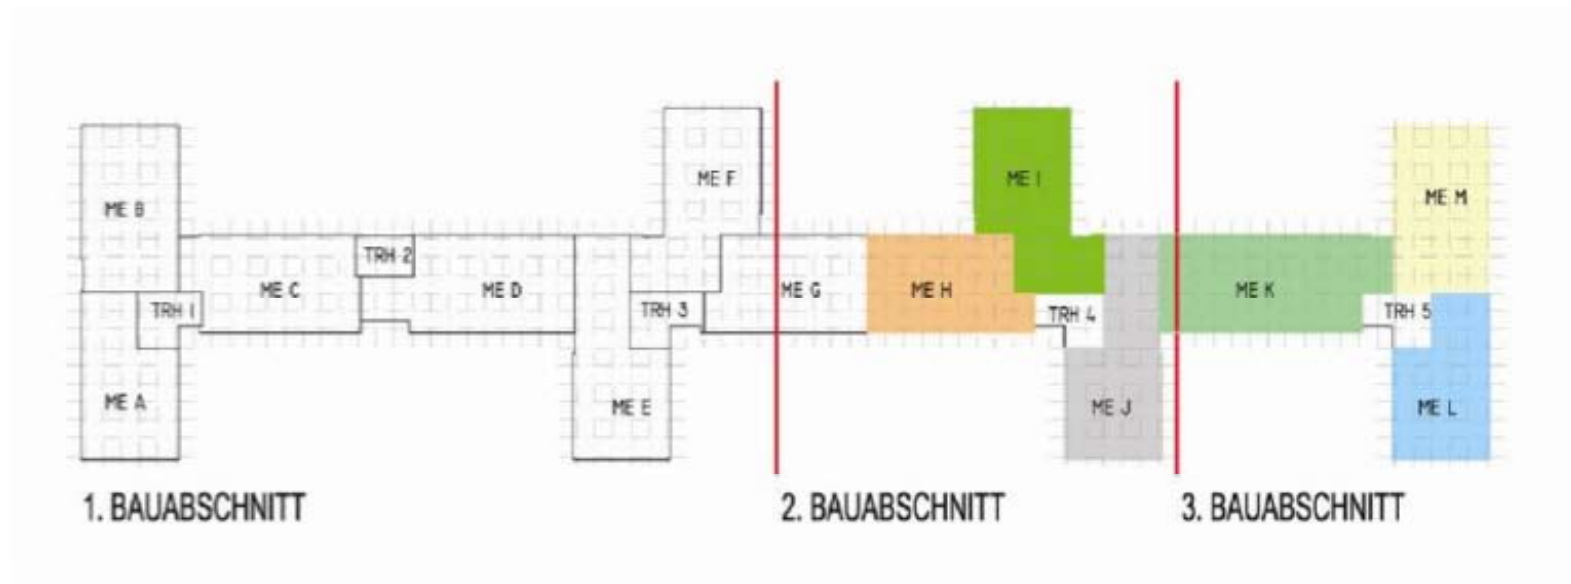 ME F
ME I
ME B
ME M
TRH 2
ME C
ME D
ME G
ME H
ME K
TRH 1
TRH 3
TRH 4
TRH 5
ME A
ME E
ME J
ME L
1. BAUABSCHNITT
2. BAUABSCHNITT
3. BAUABSCHNITT